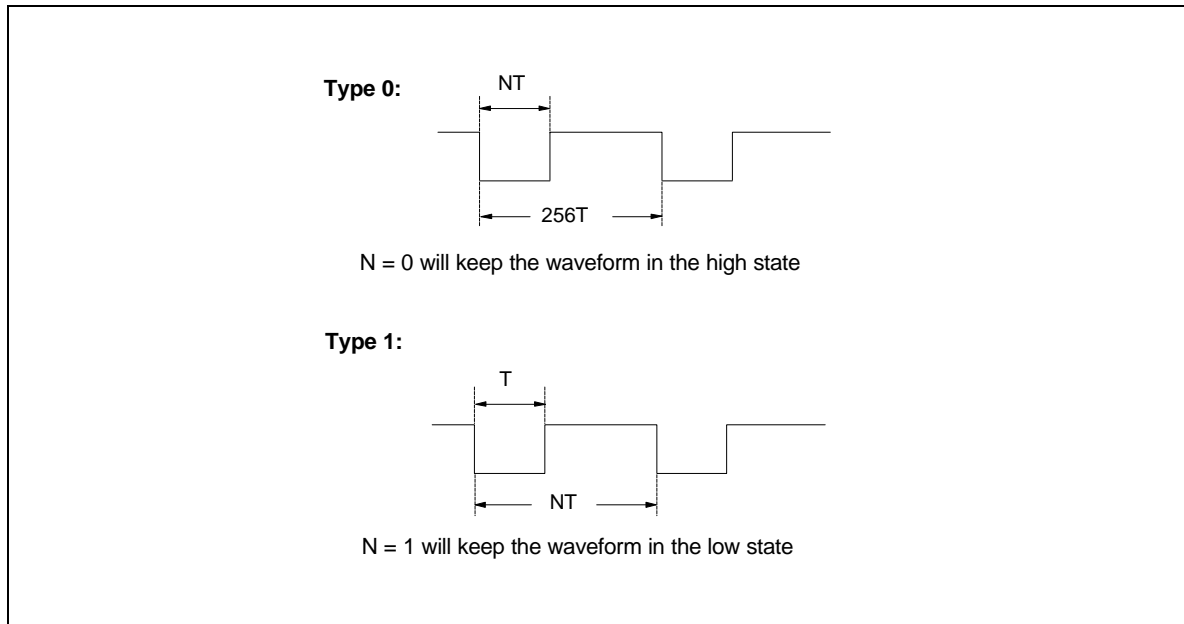 Type 0:
NT
256T
N = 0 will keep the waveform in the high state
Type 1:
T
NT
N = 1 will keep the waveform in the low state